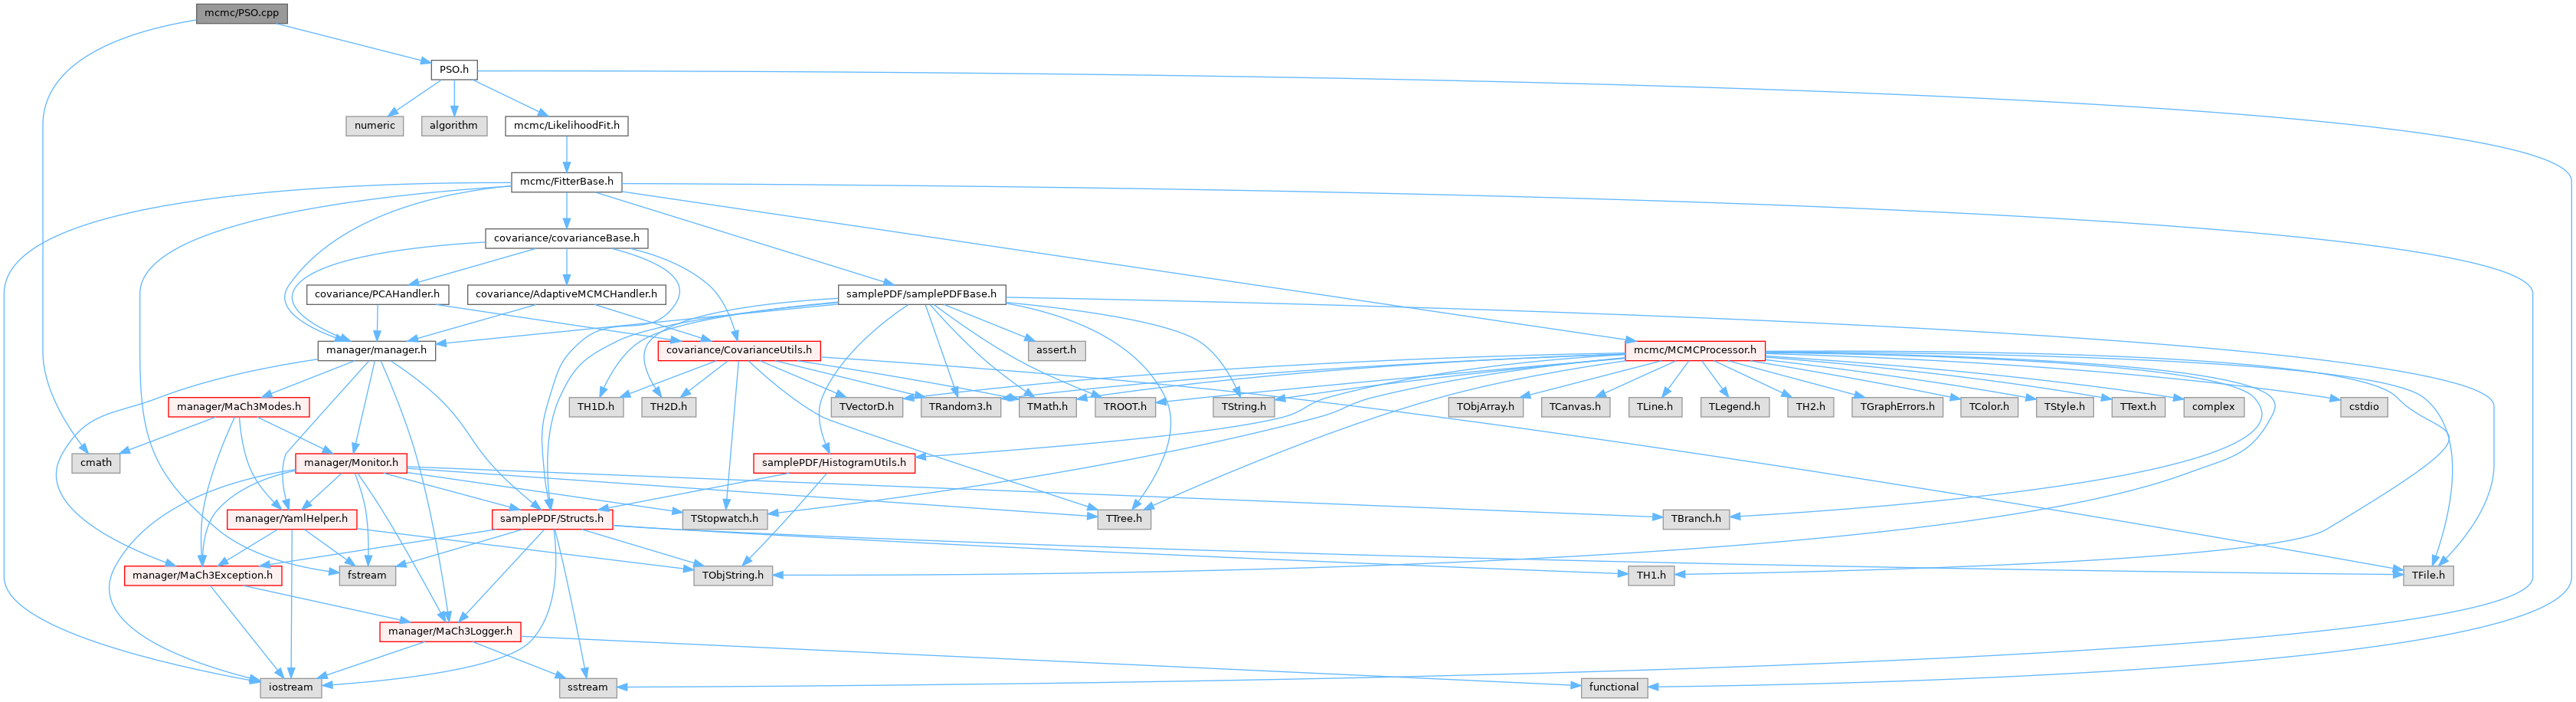 mcmc/PSO.cpp
PSO.h
numeric
algorithm
mcmc/LikelihoodFit.h
mcmc/FitterBase.h
covariance/covarianceBase.h
covariance/PCAHandler.h
covariance/AdaptiveMCMCHandler.h
samplePDF/samplePDFBase.h
manager/manager.h
covariance/CovarianceUtils.h
assert.h
mcmc/MCMCProcessor.h
manager/MaCh3Modes.h
TH1D.h
TH2D.h
TVectorD.h
TRandom3.h
TMath.h
TROOT.h
TString.h
TObjArray.h
TCanvas.h
TLine.h
TLegend.h
TH2.h
TGraphErrors.h
TColor.h
TStyle.h
TText.h
complex
cstdio
cmath
manager/Monitor.h
samplePDF/HistogramUtils.h
manager/YamlHelper.h
samplePDF/Structs.h
TStopwatch.h
TTree.h
TBranch.h
manager/MaCh3Exception.h
fstream
TObjString.h
TH1.h
TFile.h
manager/MaCh3Logger.h
iostream
sstream
functional